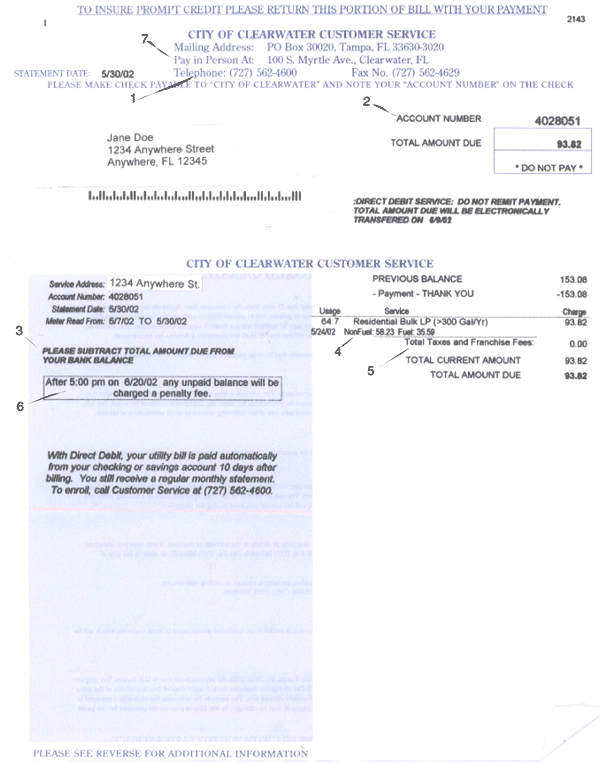 TO INSURE PROMPT CREDIT PLEASE RETURN THIS PORTION OF BILL WITH YOUR PAYMENT
2143
CITY OF CLEARWATER CUSTOMER SERVICE
7
Mailing Address: PO Box 30020, Tampa, FL 33630-3020
Pay in Person At: 100 S. Myrtle Ave., Clearwater, FL
STATEMENT DATE: 5/30/02
Telephone: (727) 562-4600 Fax No. (727) 562-4629
PLEASE MAKE CHECK PAYABLE TO "CITY OF CLEARWATER" AND NOTE YOUR "ACCOUNT NUMBER" ON THE CHECK
1
2
ACCOUNT NUMBER 4028051
TOTAL AMOUNT DUE 93.82
* DO NOT PAY *
Jane Doe
1234 Anywhere Street
Anywhere, FL 12345
:DIRECT DEBIT SERVICE: DO NOT REMIT PAYMENT.
TOTAL AMOUNT DUE WILL BE ELECTRONICALLY
TRANSFERED ON 6/9/02
CITY OF CLEARWATER CUSTOMER SERVICE
Service Address: 1234 Anywhere St.
Account Number: 4028051
Statement Date: 5/30/02
Meter Read From: 5/7/02 TO 5/30/02
3
PLEASE SUBTRACT TOTAL AMOUNT DUE FROM
YOUR BANK BALANCE
After 5:00 pm on 6/20/02 any unpaid balance will be
charged a penalty fee.
6
With Direct Debit, your utility bill is paid automatically
from your checking or savings account 10 days after
billing. You still receive a regular monthly statement.
To enroll, call Customer Service at (727) 562-4600.
PREVIOUS BALANCE 153.08
- Payment - THANK YOU -153.08
Usage Service Charge
64.7 Residential Bulk LP (>300 Gal/Yr) 93.82
5/24/02 NonFuel: 58.23 Fuel: 35.59
4
Total Taxes and Franchise Fees: 0.00
5
TOTAL CURRENT AMOUNT 93.82
TOTAL AMOUNT DUE 93.82
PLEASE SEE REVERSE FOR ADDITIONAL INFORMATION